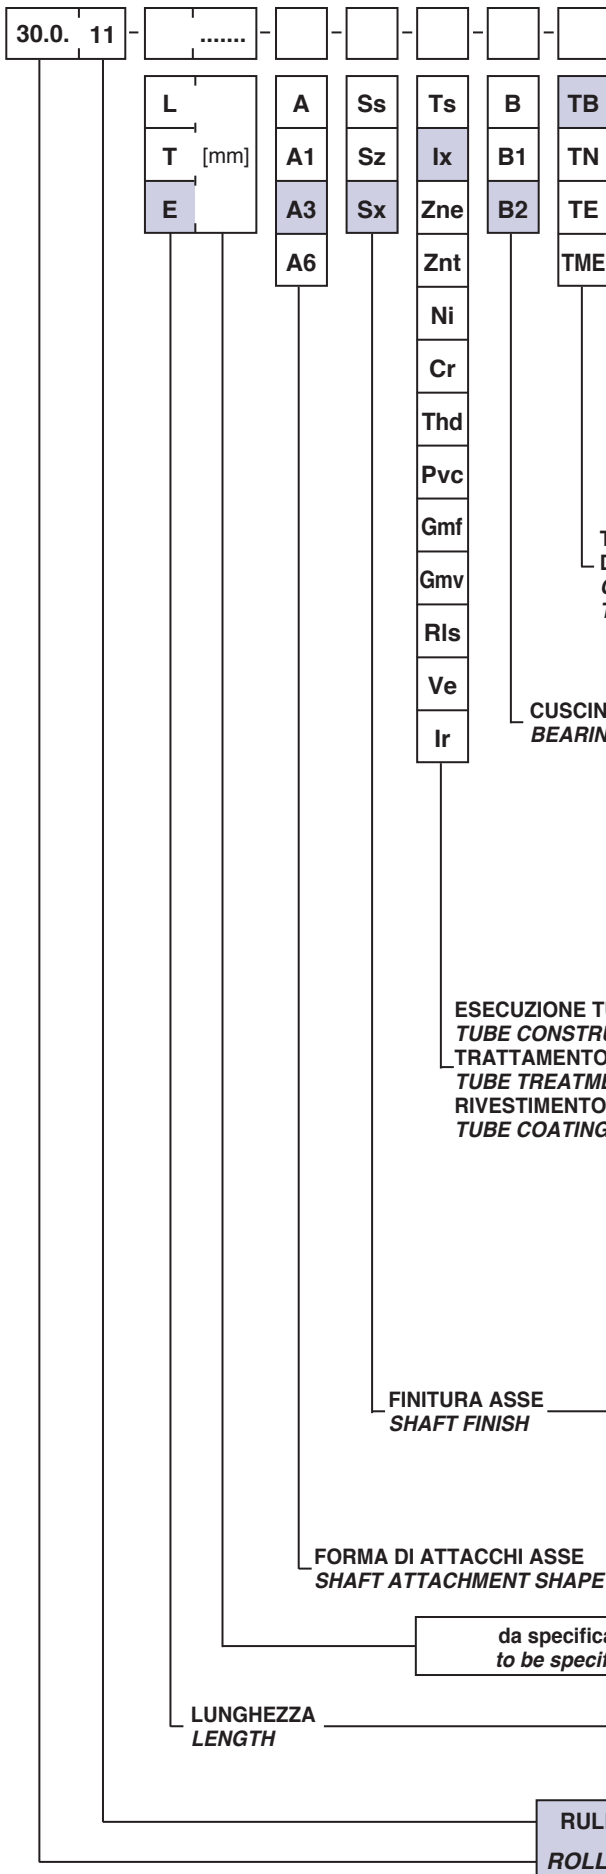 30.0. 11 - ....... - - - - -
L A Ss Ts B TB
T [mm] A1 Sz Ix B1 TN
E A3 Sx Zne B2 TE
A6 Znt TME
Ni
Cr
Thd
Pvc
Gmf
Gmv
Rls
Ve
Ir
CUSCIN
BEARIN
ESECUZIONE TU
TUBE CONSTRU
TRATTAMENTO
TUBE TREATME
RIVESTIMENTO
TUBE COATING
FINITURA ASSE
SHAFT FINISH
FORMA DI ATTACCHI ASSE
SHAFT ATTACHMENT SHAPE
da specifica
to be specif
LUNGHEZZA
LENGTH
RUL
ROLL